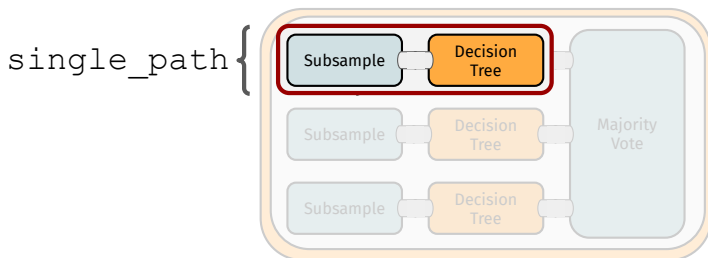 single_path
Subsample
Decision
Tree
Subsample
Decision
Tree
Majority
Vote
Subsample
Decision
Tree